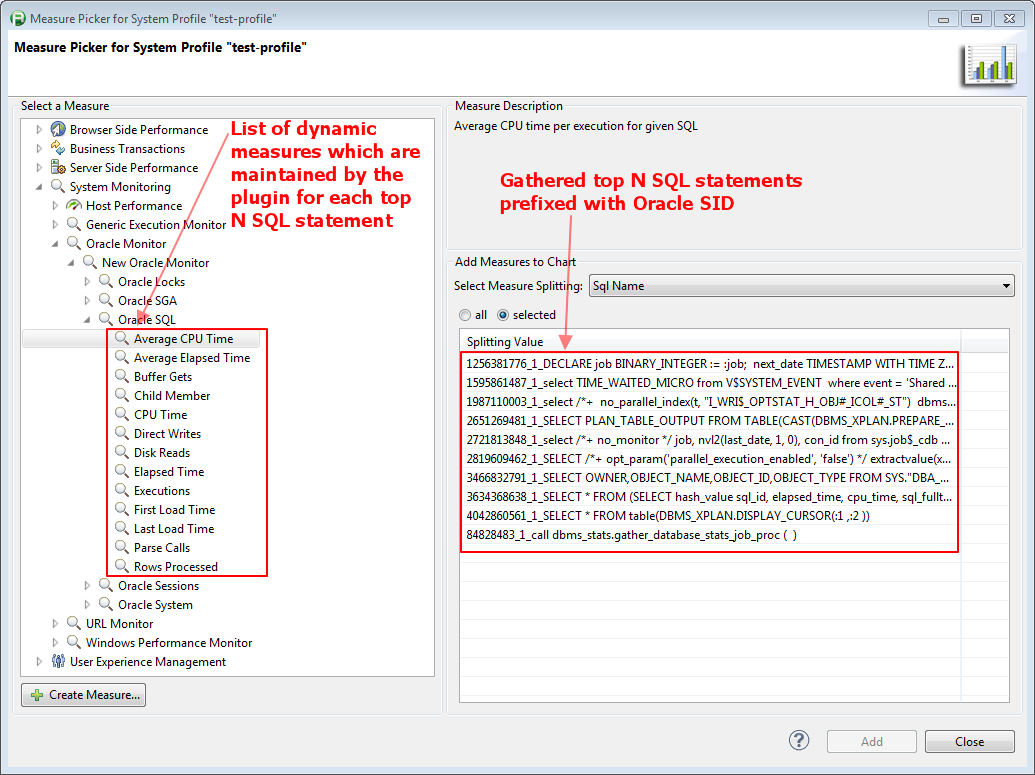 Measure Picker for System Profile "test-profile"
Measure Picker for System Profile "test-profile"
Select a Measure
Browser Side Performance
Business Transactions
Server Side Performance
System Monitoring
Host Performance
Generic Execution Monitor
Oracle Monitor
New Oracle Monitor
Oracle Locks
Oracle SGA
Oracle SQL
Average CPU Time
Average Elapsed Time
Buffer Gets
Child Member
CPU Time
Direct Writes
Disk Reads
Elapsed Time
Executions
First Load Time
Last Load Time
Parse Calls
Rows Processed
Oracle Sessions
Oracle System
URL Monitor
Windows Performance Monitor
User Experience Management
List of dynamic
measures which are
maintained by the
plugin for each top
N SQL statement
Create Measure...
Measure Description
Average CPU time per execution for given SQL
Gathered top N SQL statements
prefixed with Oracle SID
Add Measures to Chart
Select Measure Splitting: Sql Name
all selected
Splitting Value
1256381776_1_DECLARE job BINARY_INTEGER := :job;  next_date TIMESTAMP WITH TIME Z...
1595861487_1_select TIME_WAITED_MICRO from V$SYSTEM_EVENT  where event = 'Shared ...
1987110003_1_select /*+  no_parallel_index(t, "I_WRI$_OPTSTAT_H_OBJ#_ICOL#_ST")  dbms...
2651269481_1_SELECT PLAN_TABLE_OUTPUT FROM TABLE(CAST(DBMS_XPLAN.PREPARE_...
2721813848_1_select /*+ no_monitor */ job, nvl2(last_date, 1, 0), con_id from sys.job$_cdb ...
2819609462_1_SELECT /*+ opt_param('parallel_execution_enabled', 'false') */ extractvalue(x...
3466832791_1_SELECT OWNER,OBJECT_NAME,OBJECT_ID,OBJECT_TYPE FROM SYS."DBA_...
3634368638_1_SELECT * FROM (SELECT hash_value sql_id, elapsed_time, cpu_time, sql_fullt...
4042860561_1_SELECT * FROM table(DBMS_XPLAN.DISPLAY_CURSOR(:1 ,:2 ))
84828483_1_call dbms_stats.gather_database_stats_job_proc (  )
? Add Close